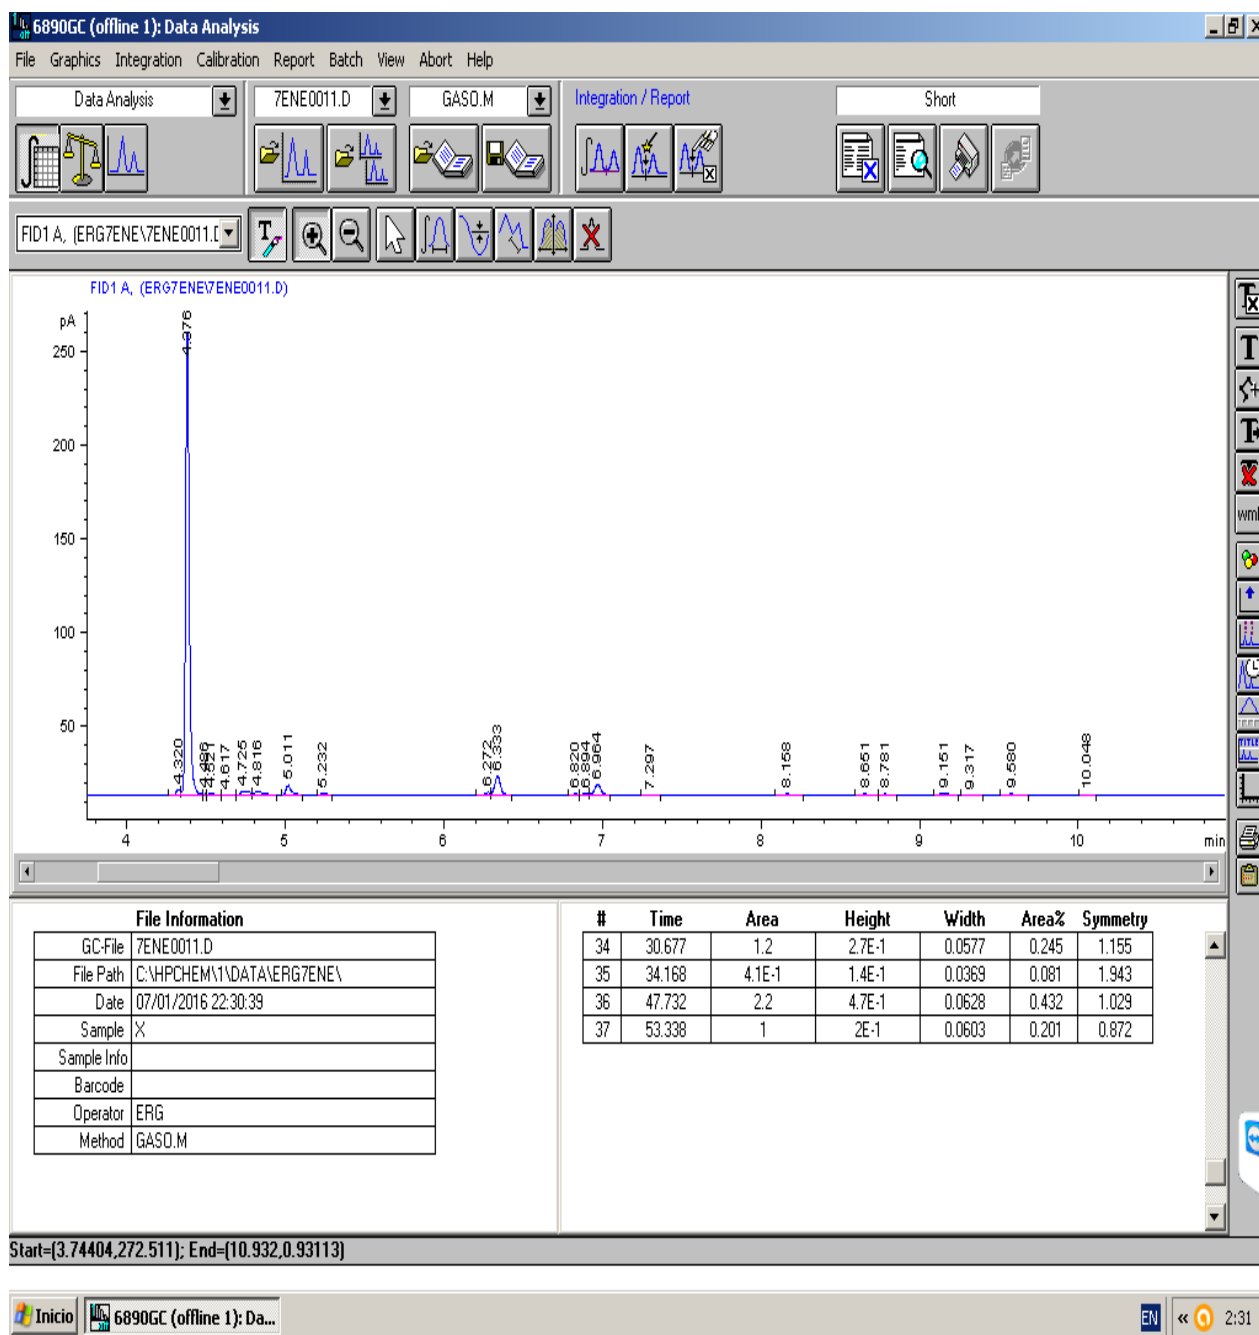 6890GC (offline 1): Data Analysis
File Graphics Integration Calibration Report Batch View Abort Help
Data Analysis 7ENE0011.D GASO.M Integration / Report Short
FID1 A, (ERG7ENE\7ENE0011.D
FID1 A, (ERG7ENE\7ENE0011.D)
pA
250
200
150
100
50
4.376
4.320
4.486
4.521
4.617
4.725
4.816
5.011
5.232
6.272
6.333
6.820
6.894
6.964
7.297
8.158
8.651
8.781
9.151
9.317
9.580
10.048
4 5 6 7 8 9 10 min
File Information
GC-File 7ENE0011.D
File Path C:\HPCHEM\1\DATA\ERG7ENE\
Date 07/01/2016 22:30:39
Sample X
Sample Info
Barcode
Operator ERG
Method GASO.M
# Time Area Height Width Area% Symmetry
34 30.677 1.2 2.7E-1 0.0577 0.245 1.155
35 34.168 4.1E-1 1.4E-1 0.0369 0.081 1.943
36 47.732 2.2 4.7E-1 0.0628 0.432 1.029
37 53.338 1 2E-1 0.0603 0.201 0.872
Start=(3.74404,272.511); End=(10.932,0.93113)
Inicio 6890GC (offline 1): Da... EN « 2:31